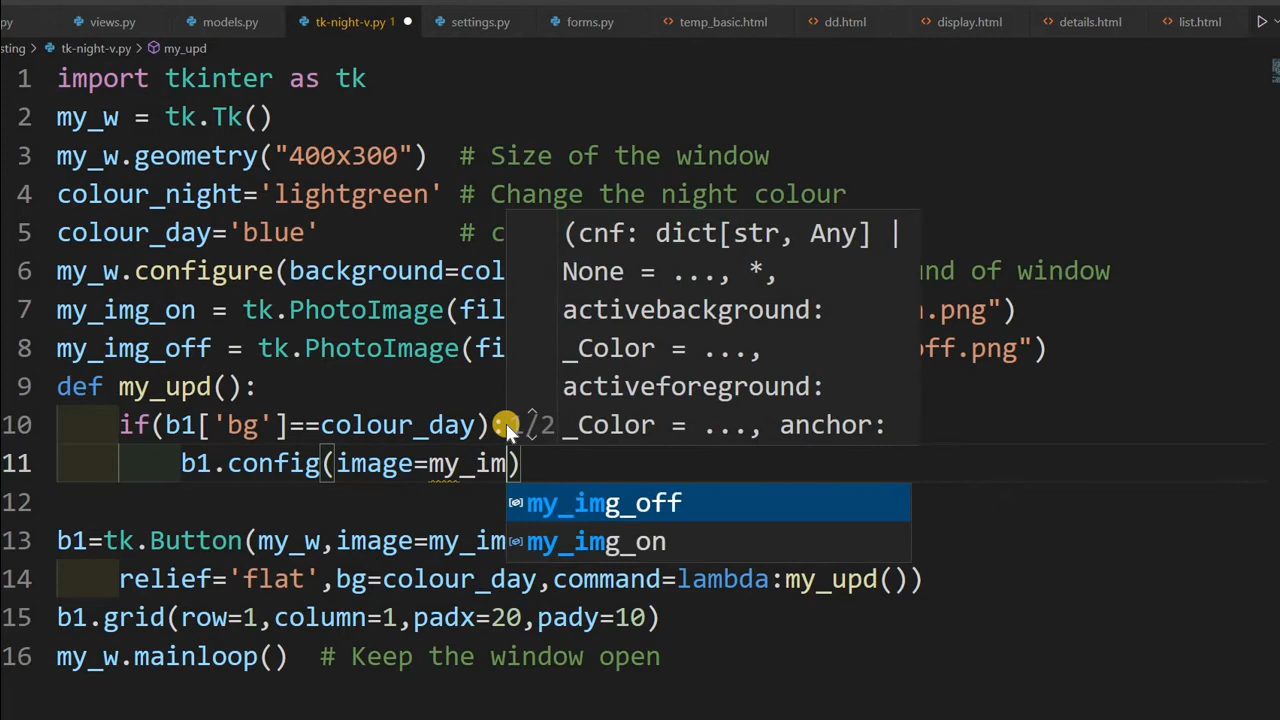 py views.py models.py tk-night-v.py 1 settings.py forms.py temp_basic.html dd.html display.html details.html list.html
sting > tk-night-v.py > my_upd
1 import tkinter as tk
2 my_w = tk.Tk()
3 my_w.geometry("400x300") # Size of the window
4 colour_night='lightgreen' # Change the night colour
5 colour_day='blue' # c
6 my_w.configure(background=col und of window
7 my_img_on = tk.PhotoImage(fil .png")
8 my_img_off = tk.PhotoImage(fi off.png")
(cnf: dict[str, Any] |
None = ..., *,
activebackground:
_Color = ...,
activeforeground:
_Color = ..., anchor:
9 def my_upd():
10 if(b1['bg']==colour_day): /2
11 b1.config(image=my_im)
my_img_off
my_img_on
12
13 b1=tk.Button(my_w,image=my_im
14 relief='flat',bg=colour_day,command=lambda:my_upd())
15 b1.grid(row=1,column=1,padx=20,pady=10)
16 my_w.mainloop() # Keep the window open